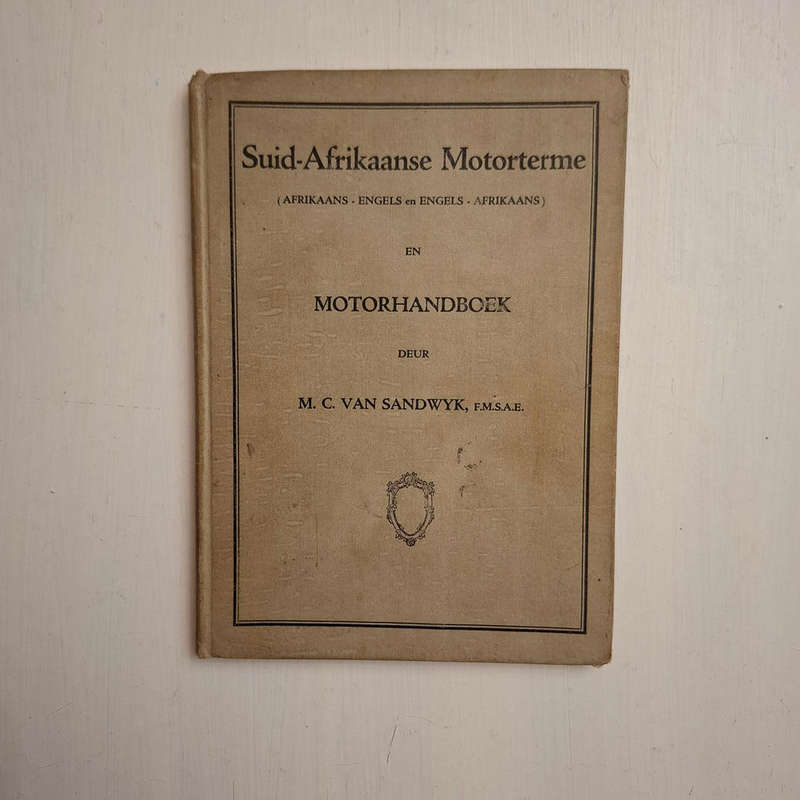 Suid-Afrikaanse Motorterme
(AFRIKAANS - ENGELS en ENGELS - AFRIKAANS)
EN
MOTORHANDBOEK
DEUR
M. C. VAN SANDWYK, F.M.S.A.E.